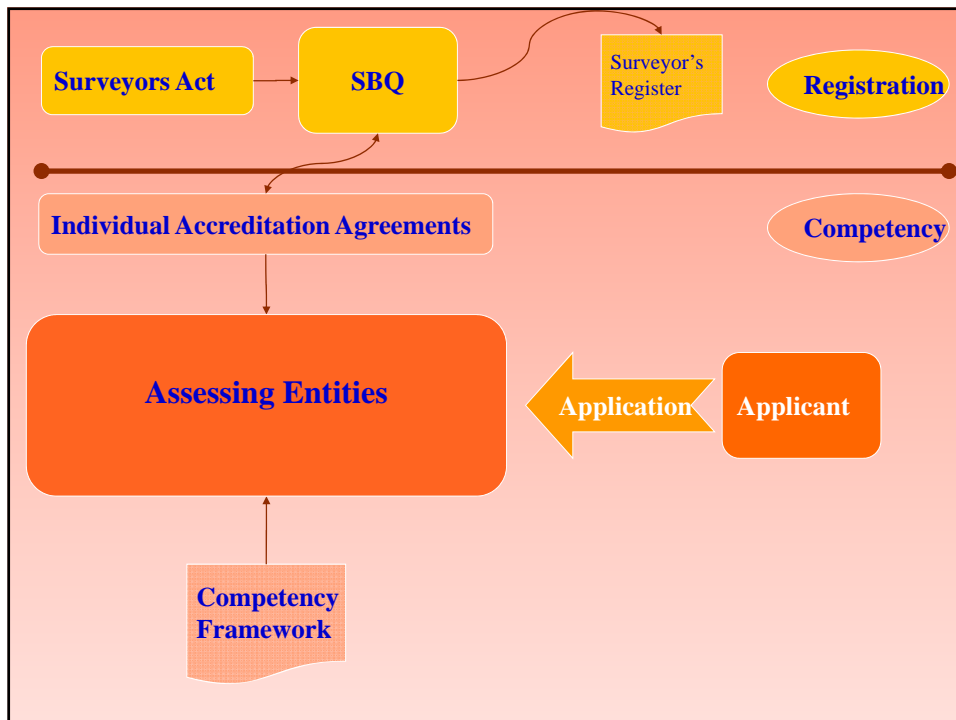 Surveyors Act
SBQ
Surveyor’s
Register
Registration
Individual Accreditation Agreements
Competency
Assessing Entities
Application
Applicant
Competency
Framework